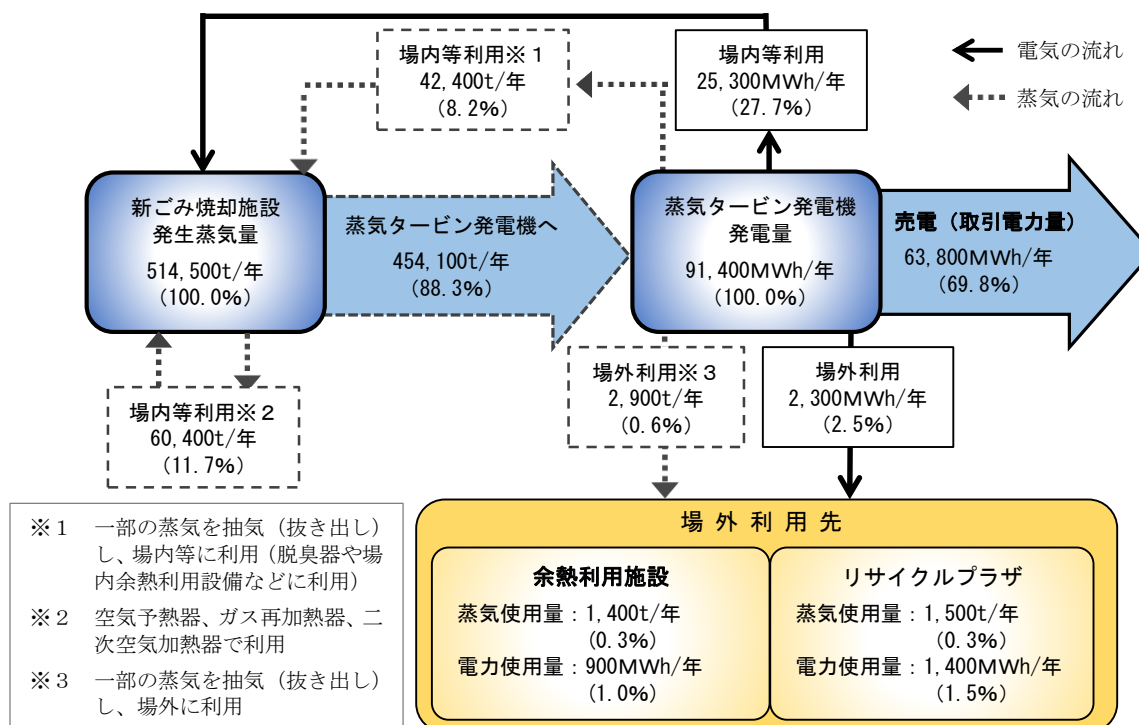 場内等利用※1
42,400t/年
(8.2%)
場内等利用
25,300MWh/年
(27.7%)
電気の流れ
蒸気の流れ
新ごみ焼却施設
発生蒸気量
514,500t/年
(100.0%)
蒸気タービン発電機へ
454,100t/年
(88.3%)
蒸気タービン発電機
発電量
91,400MWh/年
(100.0%)
売電（取引電力量）
63,800MWh/年
(69.8%)
場内等利用※2
60,400t/年
(11.7%)
場外利用※3
2,900t/年
(0.6%)
場外利用
2,300MWh/年
(2.5%)
※1 一部の蒸気を抽気（抜き出し）
し、場内等に利用（脱臭器や場
内余熱利用設備などに利用）
※2 空気予熱器、ガス再加熱器、二
次空気加熱器で利用
※3 一部の蒸気を抽気（抜き出し）
し、場外に利用
場外利用先
余熱利用施設
蒸気使用量：1,400t/年
(0.3%)
電力使用量：900MWh/年
(1.0%)
リサイクルプラザ
蒸気使用量：1,500t/年
(0.3%)
電力使用量：1,400MWh/年
(1.5%)